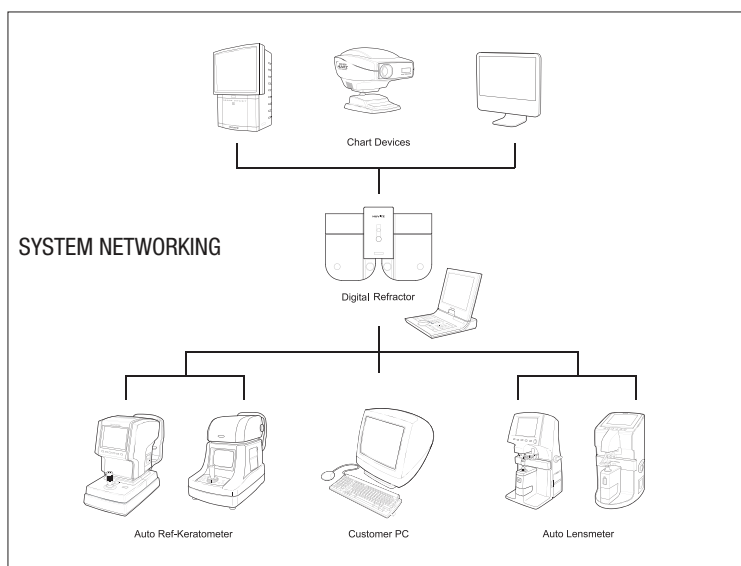 Chart Devices
SYSTEM NETWORKING
Digital Refractor
Auto Ref-Keratometer
Customer PC
Auto Lensmeter